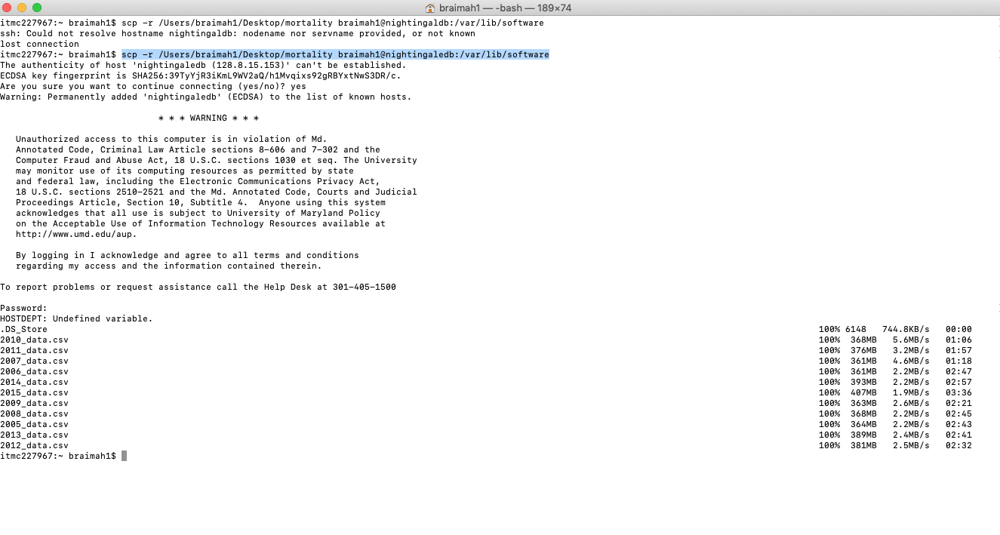 braimah1 — -bash — 189×74
itmc227967:~ braimah1$ scp -r /Users/braimah1/Desktop/mortality braimah1@nightingaldb:/var/lib/software
ssh: Could not resolve hostname nightingaldb: nodename nor servname provided, or not known
lost connection
itmc227967:~ braimah1$ scp -r /Users/braimah1/Desktop/mortality braimah1@nightingaledb:/var/lib/software
The authenticity of host 'nightingaledb (128.8.15.153)' can't be established.
ECDSA key fingerprint is SHA256:39TyYjR3iKmL9WV2aQ/h1Mvqixs92gRBYxtNwS3DR/c.
Are you sure you want to continue connecting (yes/no)? yes
Warning: Permanently added 'nightingaledb' (ECDSA) to the list of known hosts.
* * * WARNING * * *
Unauthorized access to this computer is in violation of Md.
Annotated Code, Criminal Law Article sections 8-606 and 7-302 and the
Computer Fraud and Abuse Act, 18 U.S.C. sections 1030 et seq. The University
may monitor use of its computing resources as permitted by state
and federal law, including the Electronic Communications Privacy Act,
18 U.S.C. sections 2510-2521 and the Md. Annotated Code, Courts and Judicial
Proceedings Article, Section 10, Subtitle 4.  Anyone using this system
acknowledges that all use is subject to University of Maryland Policy
on the Acceptable Use of Information Technology Resources available at
http://www.umd.edu/aup.
By logging in I acknowledge and agree to all terms and conditions
regarding my access and the information contained therein.
To report problems or request assistance call the Help Desk at 301-405-1500
Password:
HOSTDEPT: Undefined variable.
.DS_Store 100% 6148 744.8KB/s 00:00
2010_data.csv 100% 368MB 5.6MB/s 01:06
2011_data.csv 100% 376MB 3.2MB/s 01:57
2007_data.csv 100% 361MB 4.6MB/s 01:18
2006_data.csv 100% 361MB 2.2MB/s 02:47
2014_data.csv 100% 393MB 2.2MB/s 02:57
2015_data.csv 100% 407MB 1.9MB/s 03:36
2009_data.csv 100% 363MB 2.6MB/s 02:21
2008_data.csv 100% 368MB 2.2MB/s 02:45
2005_data.csv 100% 364MB 2.2MB/s 02:43
2013_data.csv 100% 389MB 2.4MB/s 02:41
2012_data.csv 100% 381MB 2.5MB/s 02:32
itmc227967:~ braimah1$